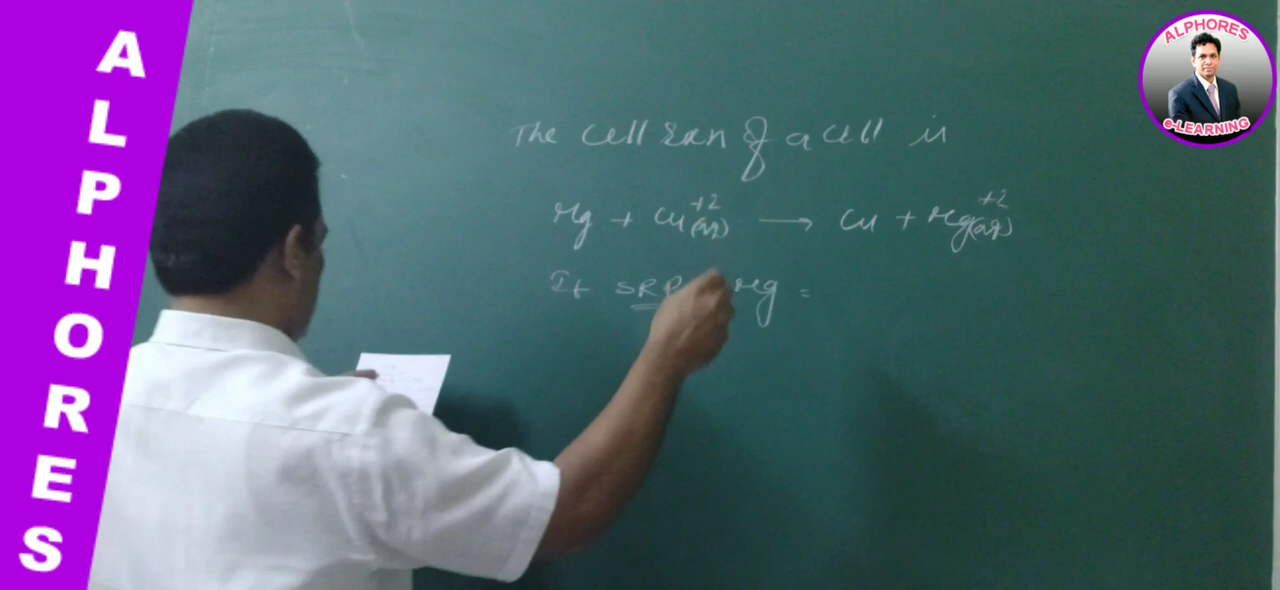 ALPHORES
ALPHORES
e-LEARNING
The cell rxn of a cell is
Mg + Cu+2(aq) → Cu + Mg+2(aq)
If SRP Mg =